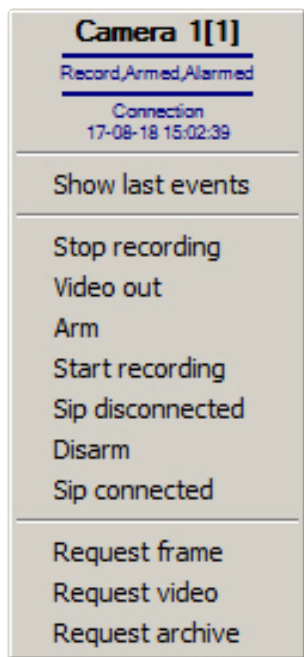 Camera 1[1]
Record,Armed,Alarmed
Connection
17-08-18 15:02:39
Show last events
Stop recording
Video out
Arm
Start recording
Sip disconnected
Disarm
Sip connected
Request frame
Request video
Request archive